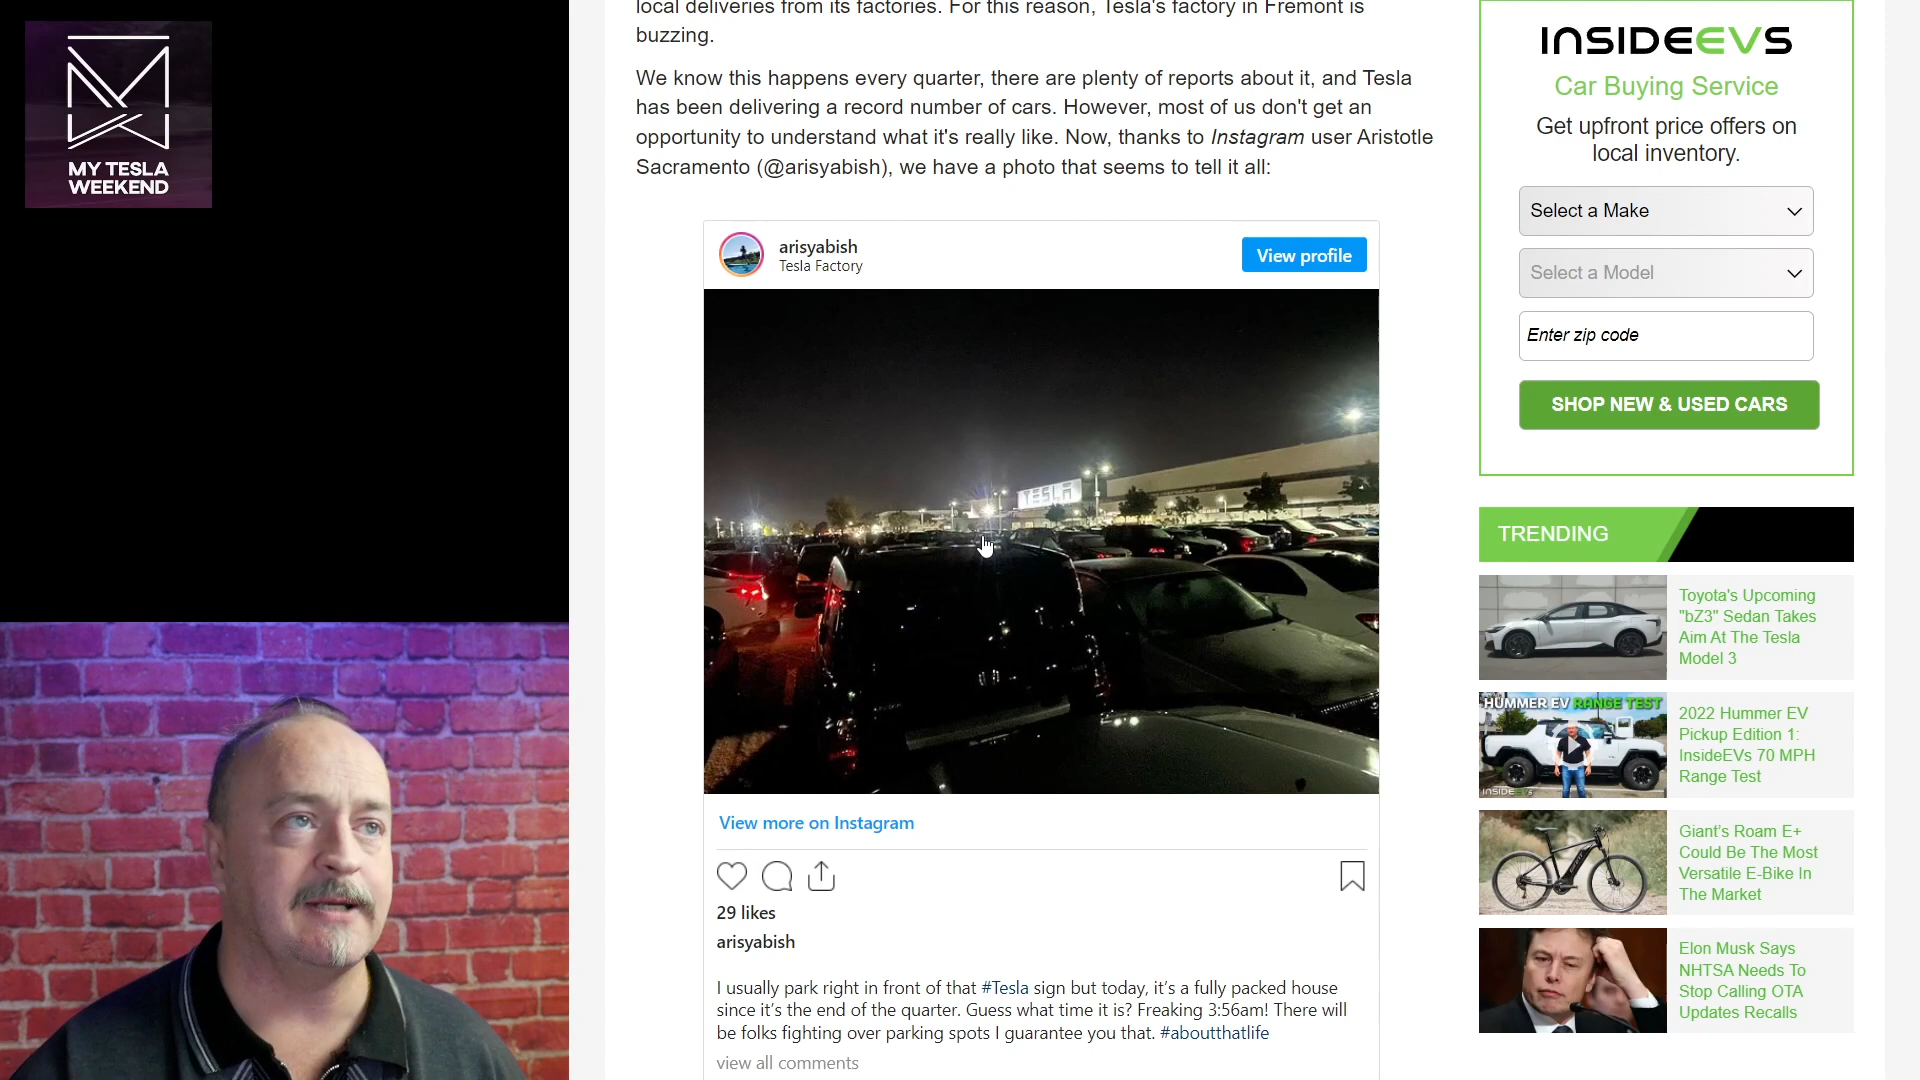 MY TESLA
WEEKEND
local deliveries from its factories. For this reason, Tesla's factory in Fremont is
buzzing.
We know this happens every quarter, there are plenty of reports about it, and Tesla
has been delivering a record number of cars. However, most of us don't get an
opportunity to understand what it's really like. Now, thanks to Instagram user Aristotle
Sacramento (@arisyabish), we have a photo that seems to tell it all:
arisyabish
Tesla Factory
View profile
TESLA
View more on Instagram
29 likes
arisyabish
I usually park right in front of that #Tesla sign but today, it's a fully packed house
since it's the end of the quarter. Guess what time it is? Freaking 3:56am! There will
be folks fighting over parking spots I guarantee you that. #aboutthatlife
view all comments
INSIDEEVS
Car Buying Service
Get upfront price offers on
local inventory.
Select a Make
Select a Model
Enter zip code
SHOP NEW & USED CARS
TRENDING
Toyota's Upcoming
"bZ3" Sedan Takes
Aim At The Tesla
Model 3
HUMMER EV RANGE TEST
INSIDEEVs
2022 Hummer EV
Pickup Edition 1:
InsideEVs 70 MPH
Range Test
Giant's Roam E+
Could Be The Most
Versatile E-Bike In
The Market
Elon Musk Says
NHTSA Needs To
Stop Calling OTA
Updates Recalls